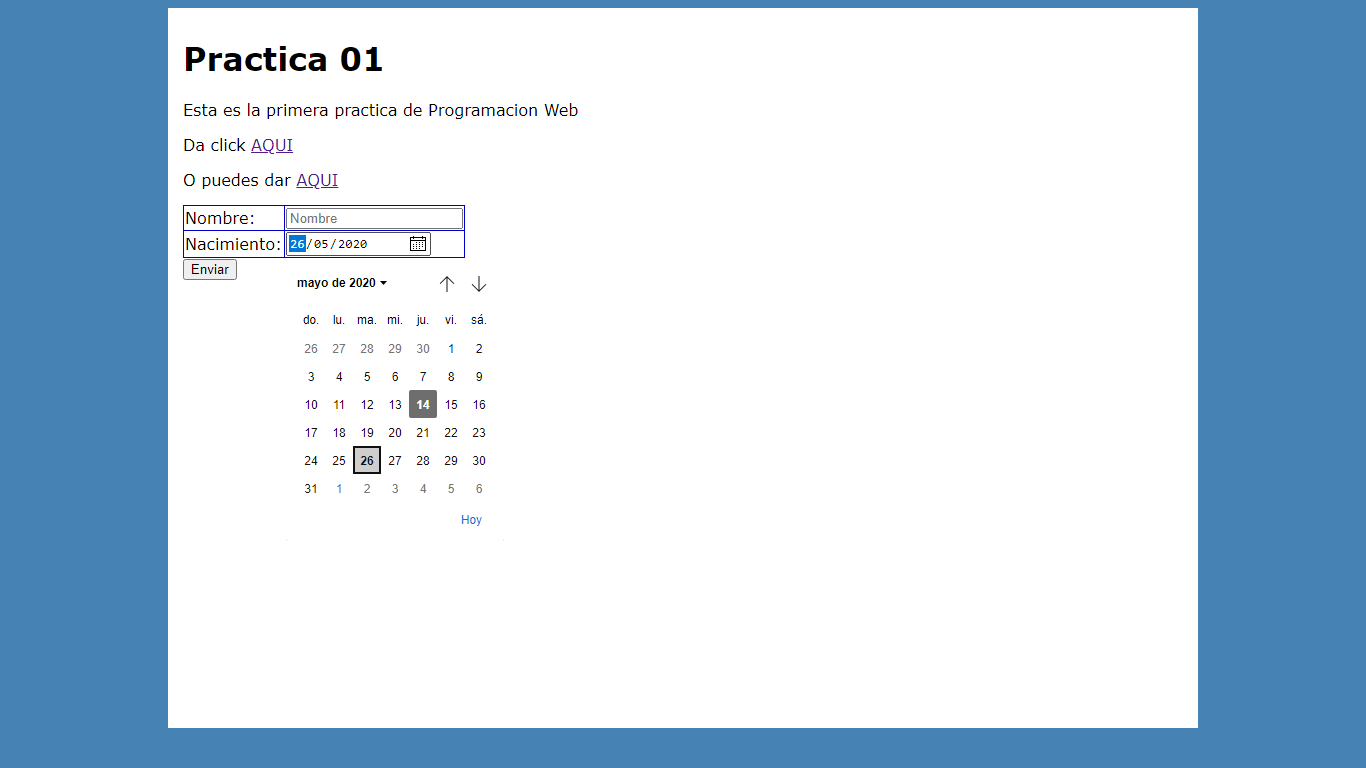 Practica 01
Esta es la primera practica de Programacion Web
Da click AQUI
O puedes dar AQUI
Nombre: Nombre
Nacimiento: 26/05/2020
Enviar
mayo de 2020
do. lu. ma. mi. ju. vi. sá.
26 27 28 29 30 1 2
3 4 5 6 7 8 9
10 11 12 13 14 15 16
17 18 19 20 21 22 23
24 25 26 27 28 29 30
31 1 2 3 4 5 6
Hoy